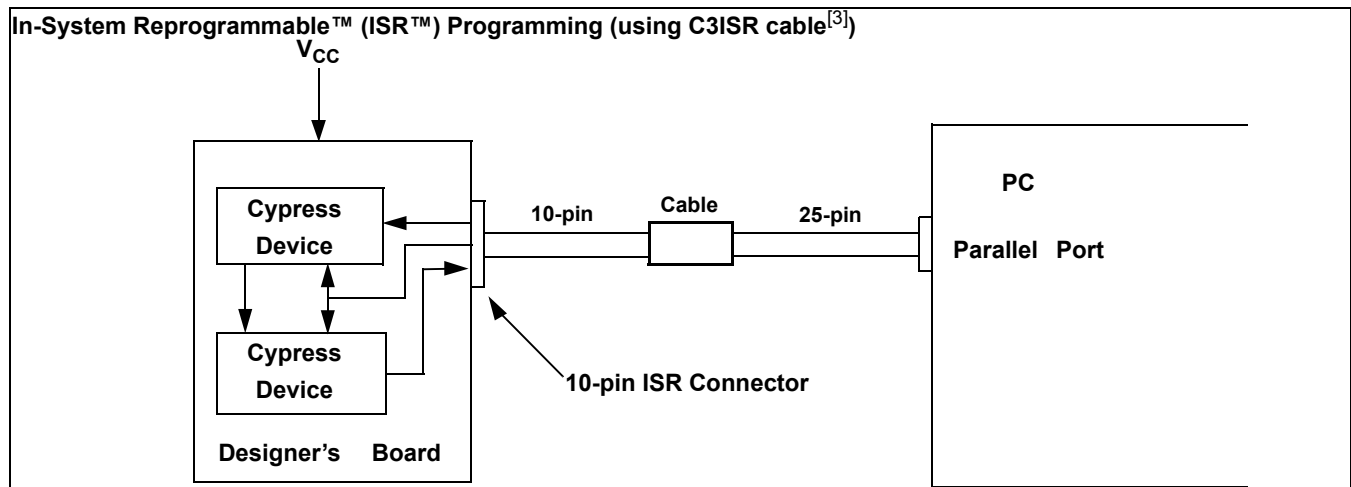 In-System Reprogrammable™ (ISR™) Programming (using C3ISR cable[3])
VCC
PC
Parallel Port
Cypress
Device
10-pin
Cable
25-pin
Cypress
Device
10-pin ISR Connector
Designer's Board